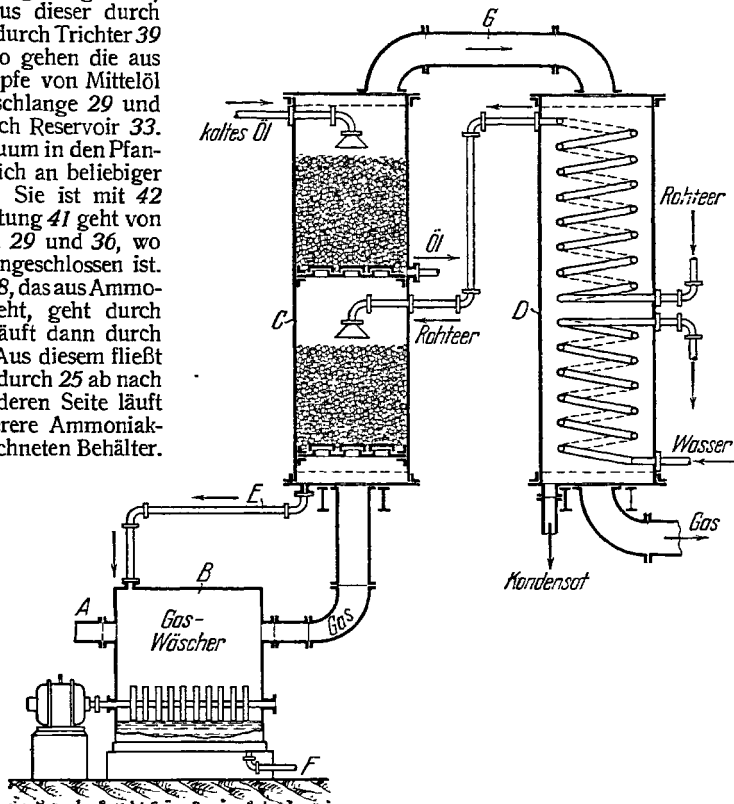 us dieser durch
durch Trichter 39
o gehen die aus
pfe von Mittelöl
schlange 29 und
ch Reservoir 33.
uum in den Pfan-
ich an beliebiger
Sie ist mit 42
tung 41 geht von
29 und 36, wo
ngeschlossen ist.
8, das aus Ammo-
eht, geht durch
äuft dann durch
Aus diesem fließt
durch 25 ab nach
deren Seite läuft
rere Ammoniak-
chneten Behälter.
G
kaltes Öl
Rohteer
Öl
C
D
Rohteer
Wasser
E
Gas
Kondensat
B
A
Gas-
Wäscher
Gas
F